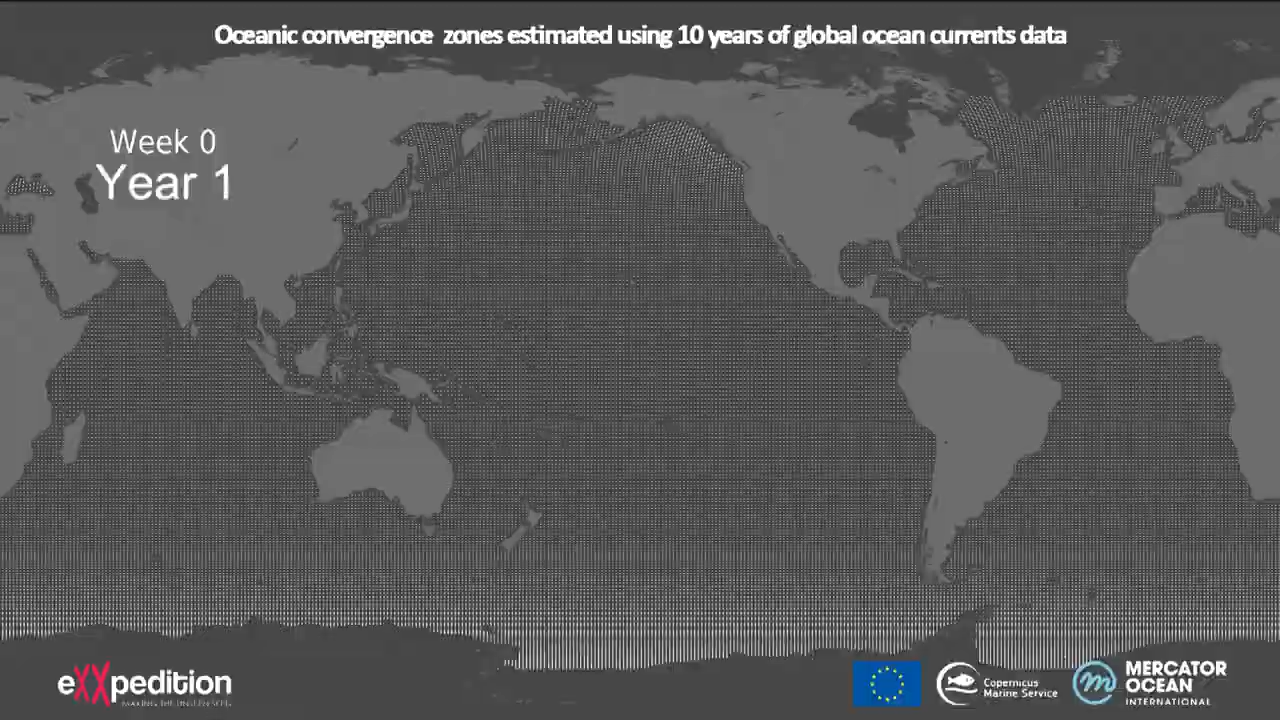 Oceanic convergence zones estimated using 10 years of global ocean currents data
Week 0
Year 1
eXXpedition
Copernicus
Marine Service
MERCATOR
OCEAN
INTERNATIONAL